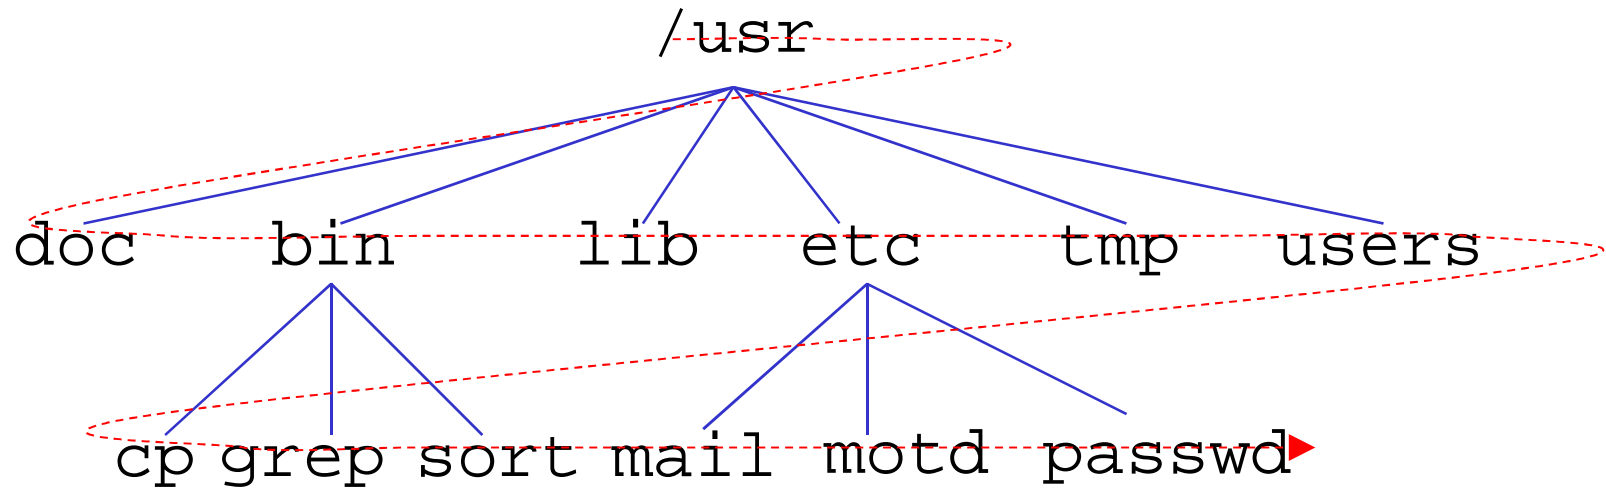 /usr
doc bin lib etc tmp users
cp grep sort mail motd passwd